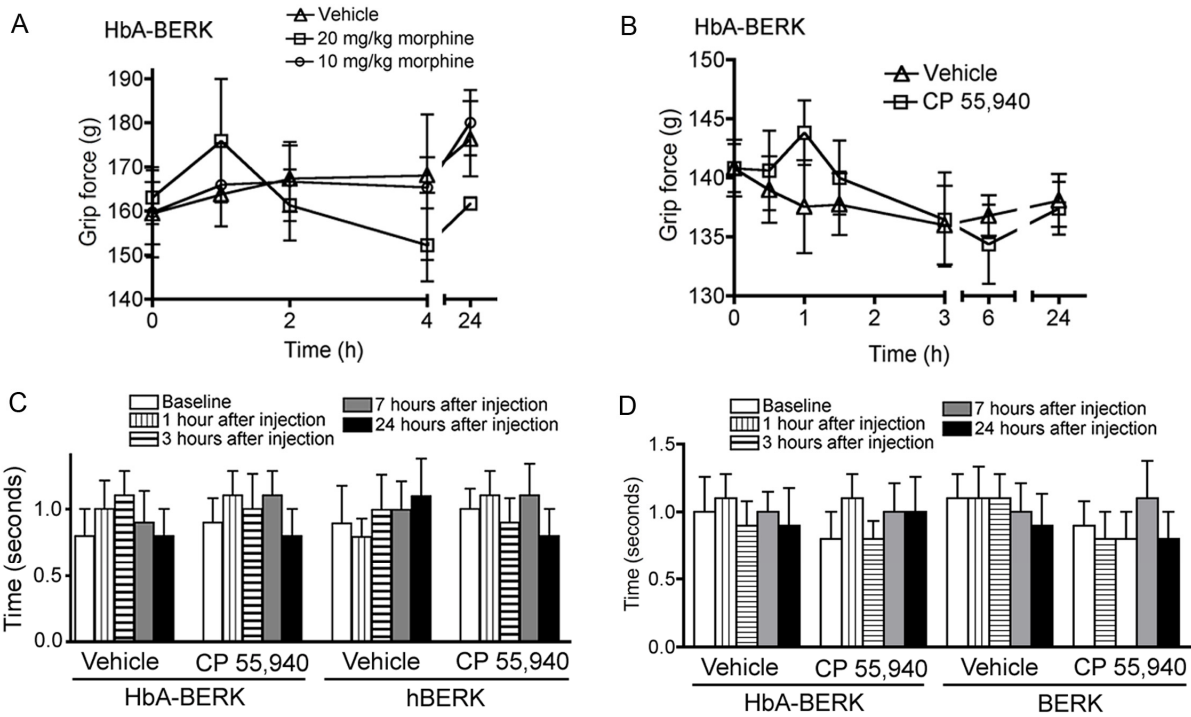 A
HbA-BERK
Vehicle
20 mg/kg morphine
10 mg/kg morphine
Grip force (g)
190
180
170
160
150
140
0
2
4
24
Time (h)
B
HbA-BERK
Vehicle
CP 55,940
Grip force (g)
150
145
140
135
130
0
1
2
3
6
24
Time (h)
C
Baseline
1 hour after injection
3 hours after injection
7 hours after injection
24 hours after injection
Time (seconds)
1.0
0.5
0.0
Vehicle
CP 55,940
Vehicle
CP 55,940
HbA-BERK
hBERK
D
Baseline
1 hour after injection
3 hours after injection
7 hours after injection
24 hours after injection
Time (seconds)
1.5
1.0
0.5
0.0
Vehicle
CP 55,940
Vehicle
CP 55,940
HbA-BERK
BERK